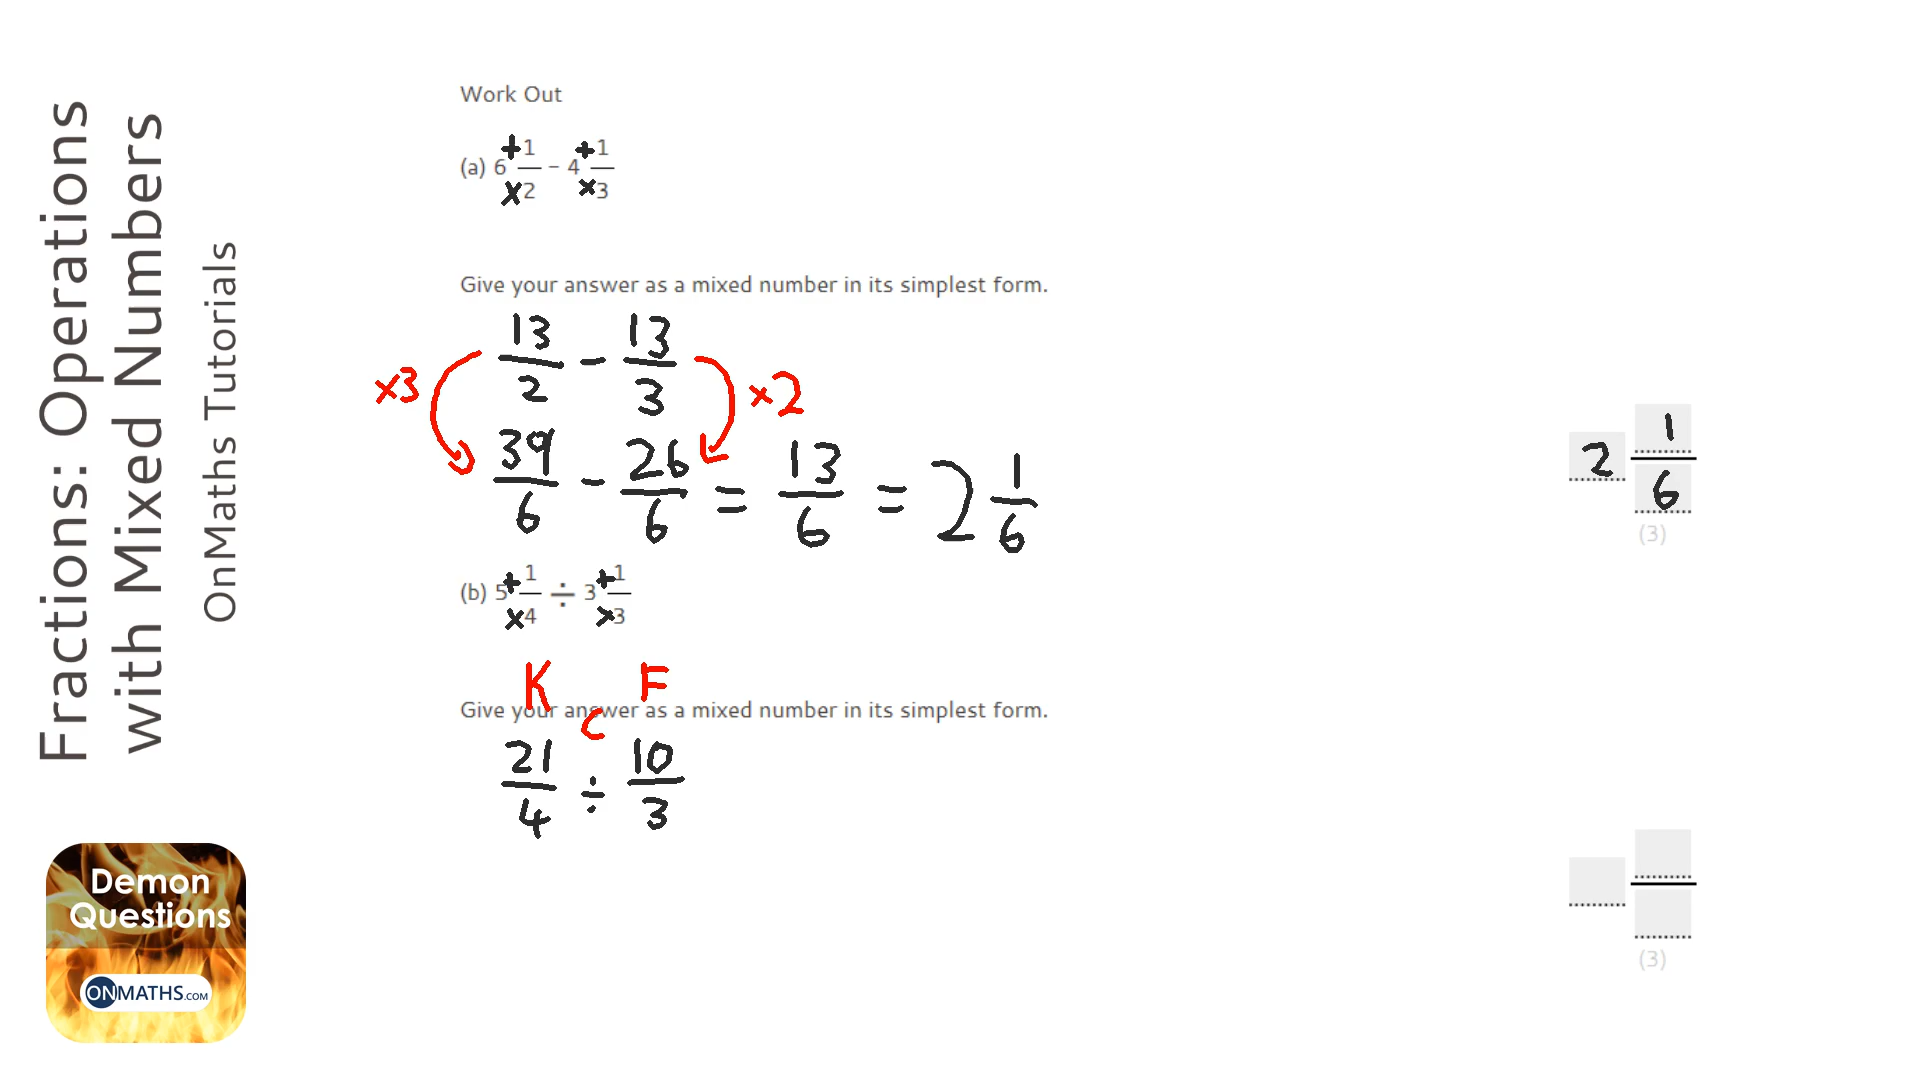 Fractions: Operations
with Mixed Numbers
OnMaths Tutorials
Work Out
(a) 6 + 1/×2 - 4 + 1/×3
Give your answer as a mixed number in its simplest form.
13/2 - 13/3
×3 ×2
39/6 - 26/6 = 13/6 = 2 1/6
2 1/6
(3)
(b) 5 + 1/×4 ÷ 3 + 1/×3
K C F
Give your answer as a mixed number in its simplest form.
21/4 ÷ 10/3
(3)
Demon
Questions
ONMATHS.COM